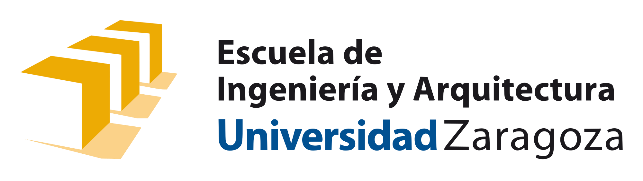 Escuela de
Ingeniería y Arquitectura
Universidad Zaragoza